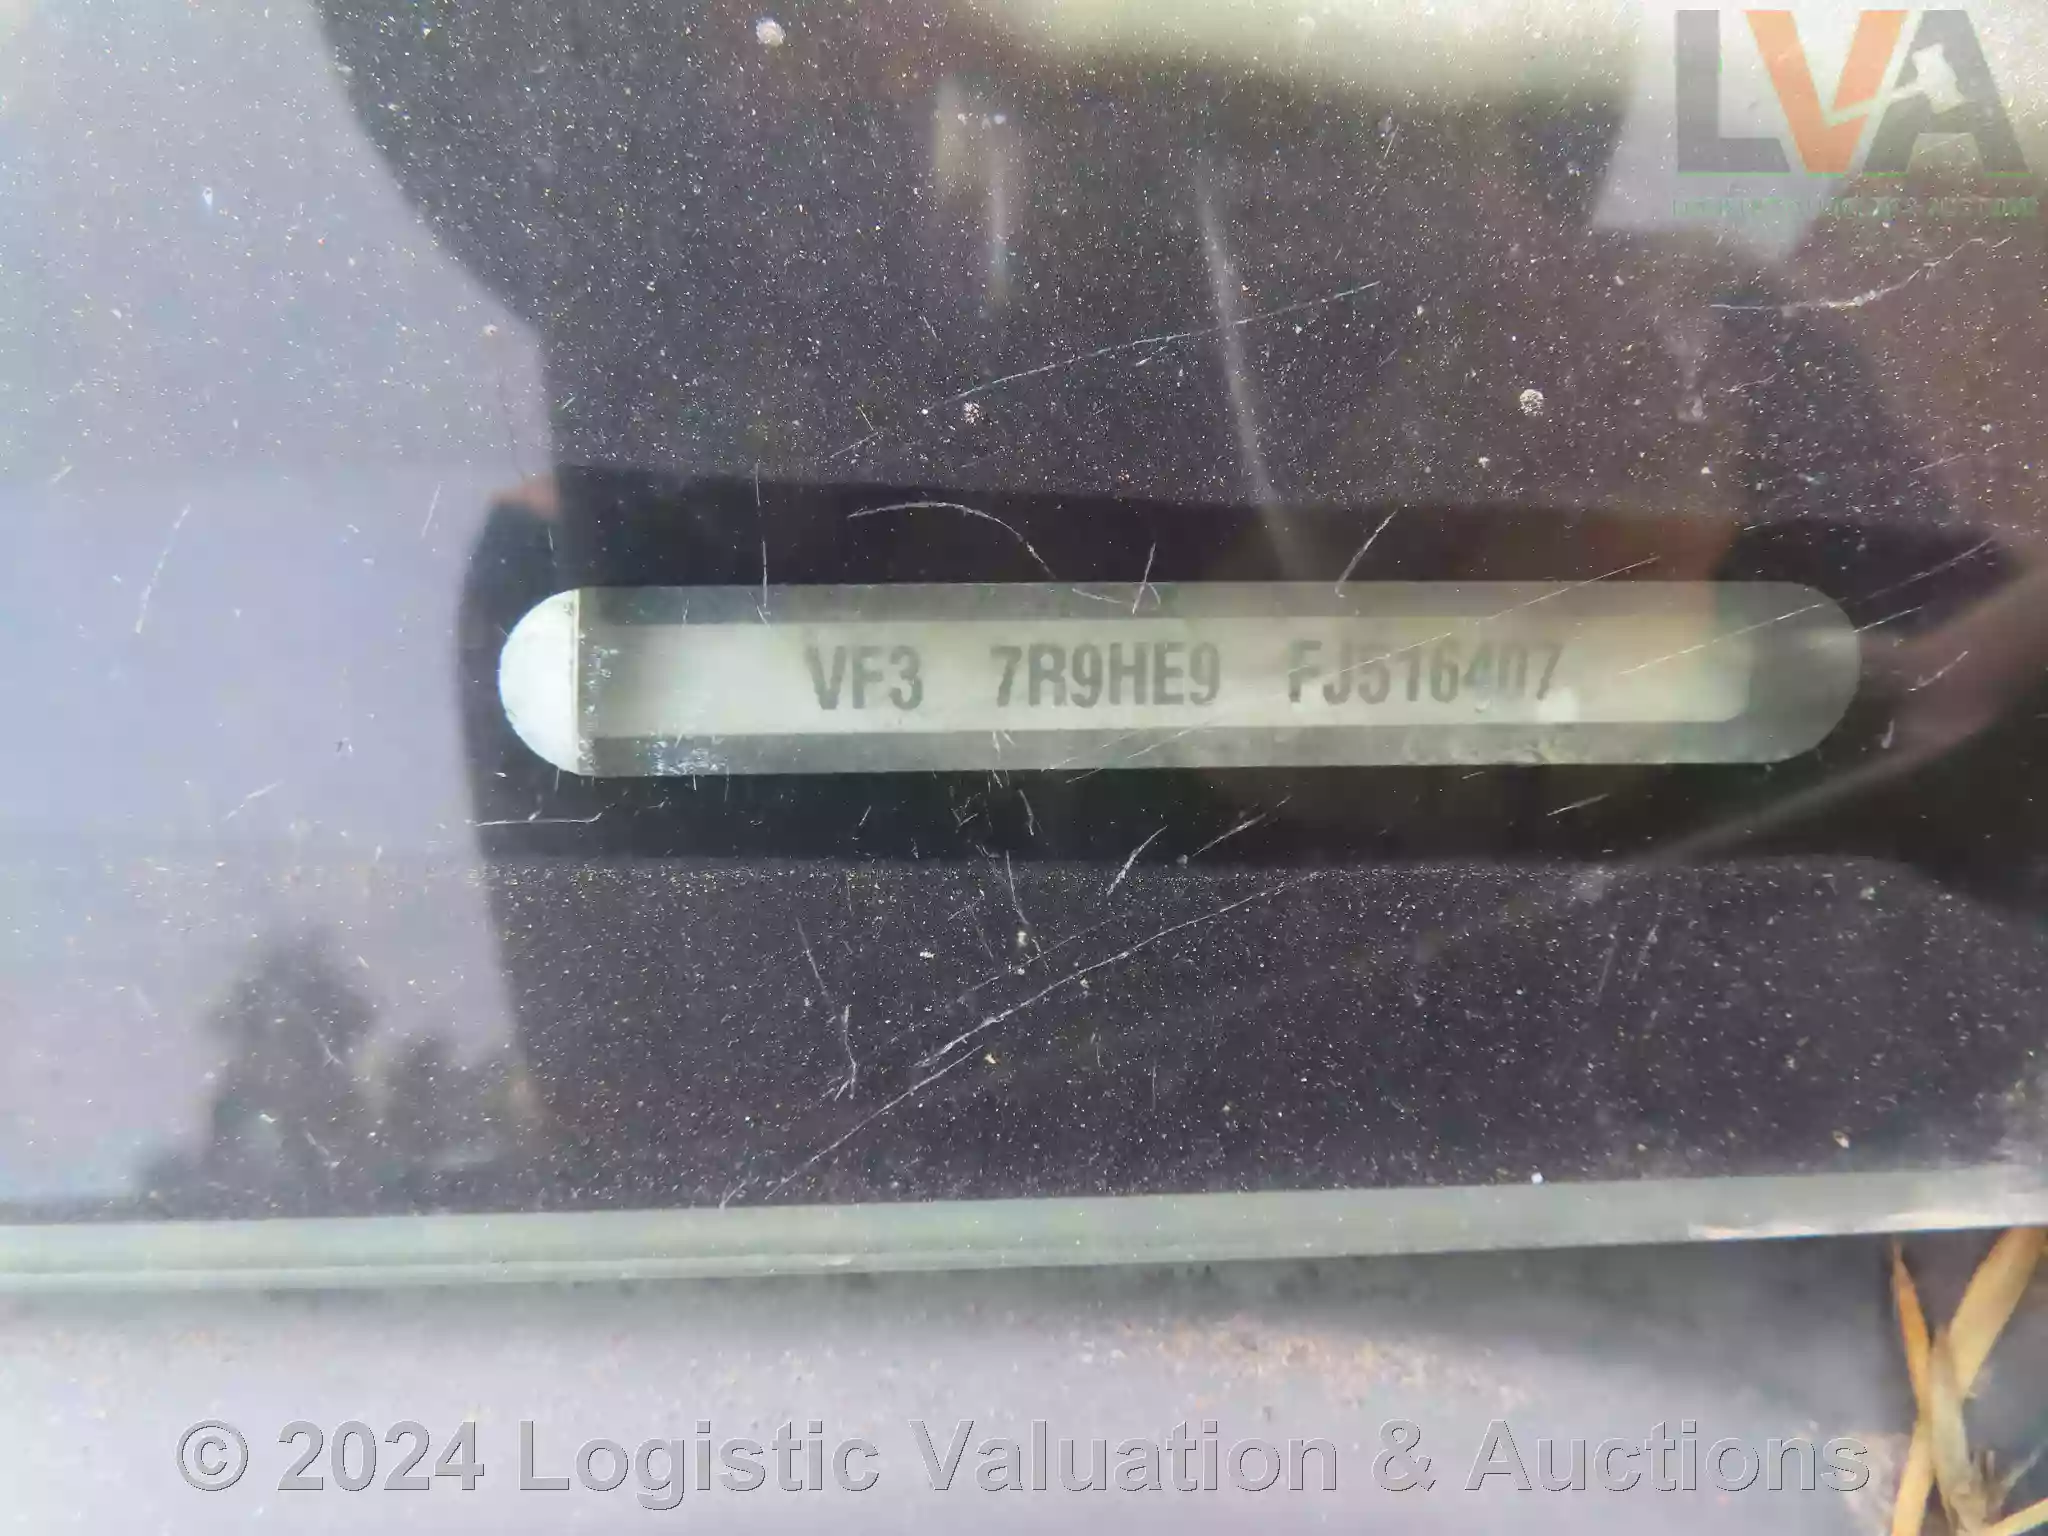 LVA
VF3 7R9HE9 FJ516407
© 2024 Logistic Valuation & Auctions